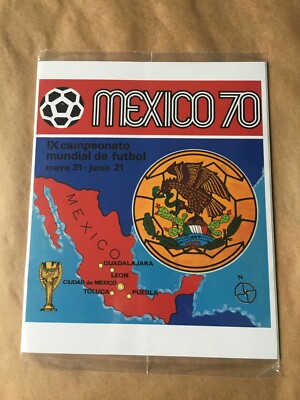 MEXICO 70
IX campeonato
mundial de futbol
mayo 31 - junio 21
MEXICO
GUADALAJARA
LEON
CIUDAD de MEXICO
TOLUCA
PUEBLA
N